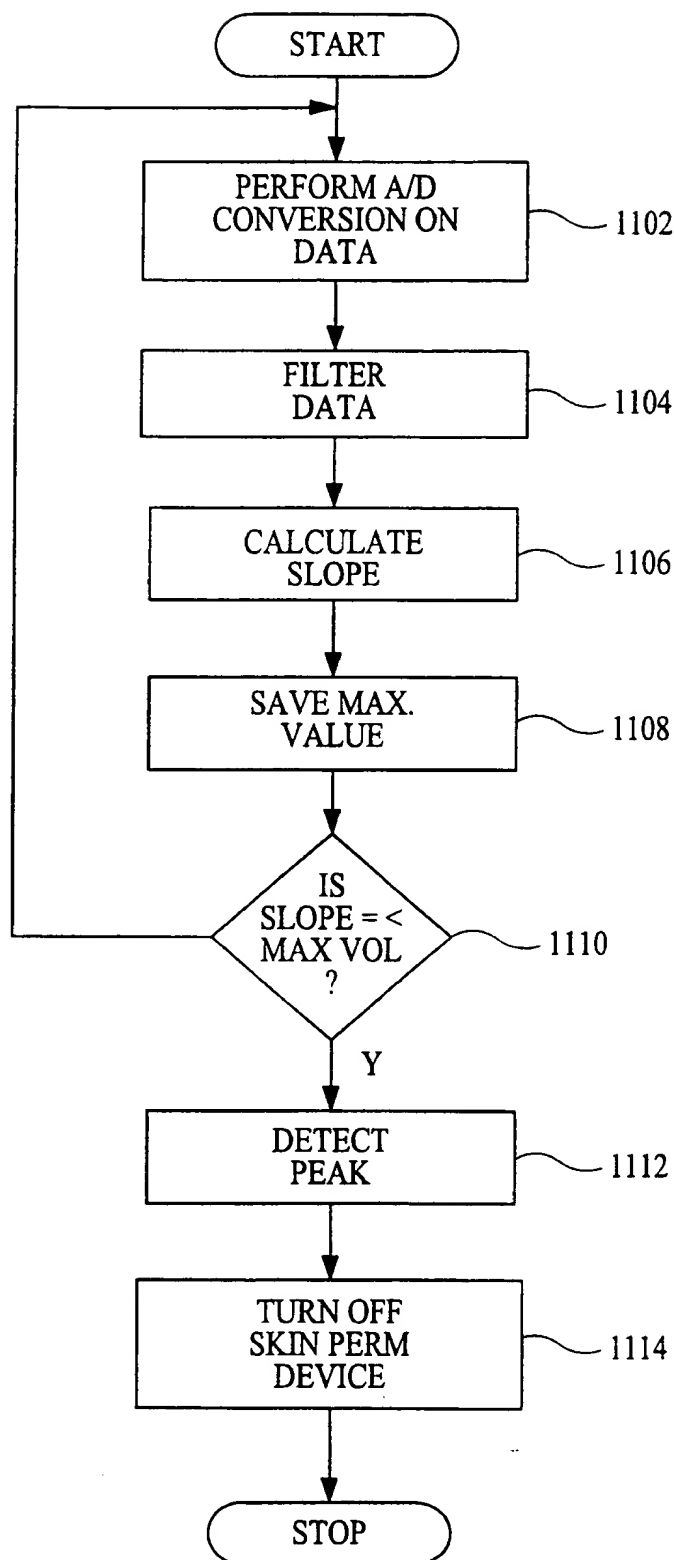 START
PERFORM A/D
CONVERSION ON
DATA
1102
FILTER
DATA
1104
CALCULATE
SLOPE
1106
SAVE MAX.
VALUE
1108
IS
SLOPE = <
MAX VOL
?
1110
Y
DETECT
PEAK
1112
TURN OFF
SKIN PERM
DEVICE
1114
STOP